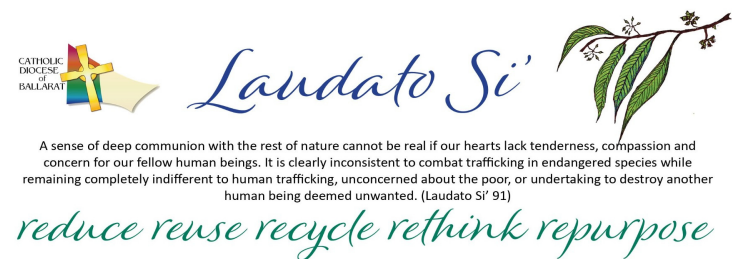 CATHOLIC
DIOCESE
of
BALLARAT
Laudato Si’
A sense of deep communion with the rest of nature cannot be real if our hearts lack tenderness, compassion and
concern for our fellow human beings. It is clearly inconsistent to combat trafficking in endangered species while
remaining completely indifferent to human trafficking, unconcerned about the poor, or undertaking to destroy another
human being deemed unwanted. (Laudato Si’ 91)
reduce reuse recycle rethink repurpose